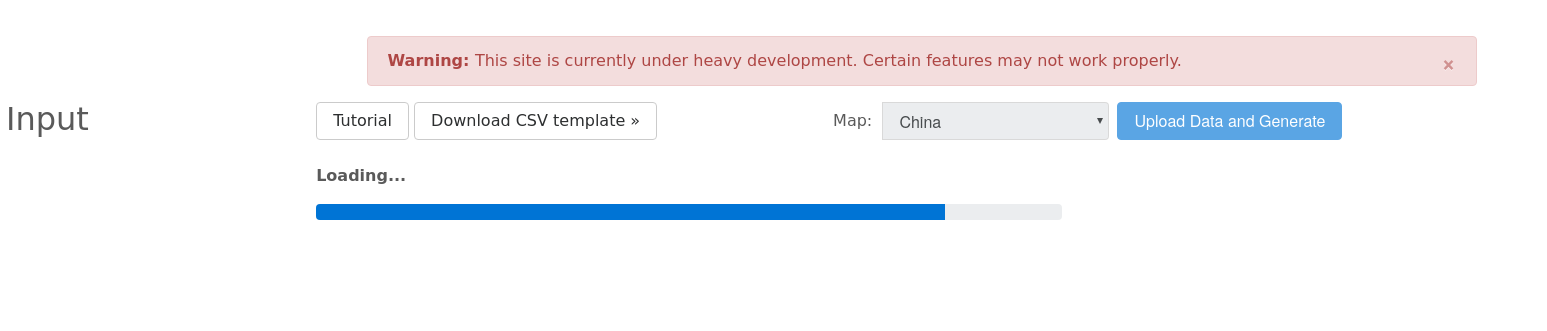 Warning: This site is currently under heavy development. Certain features may not work properly. ×
Input
Tutorial
Download CSV template »
Map:
China
Upload Data and Generate
Loading...